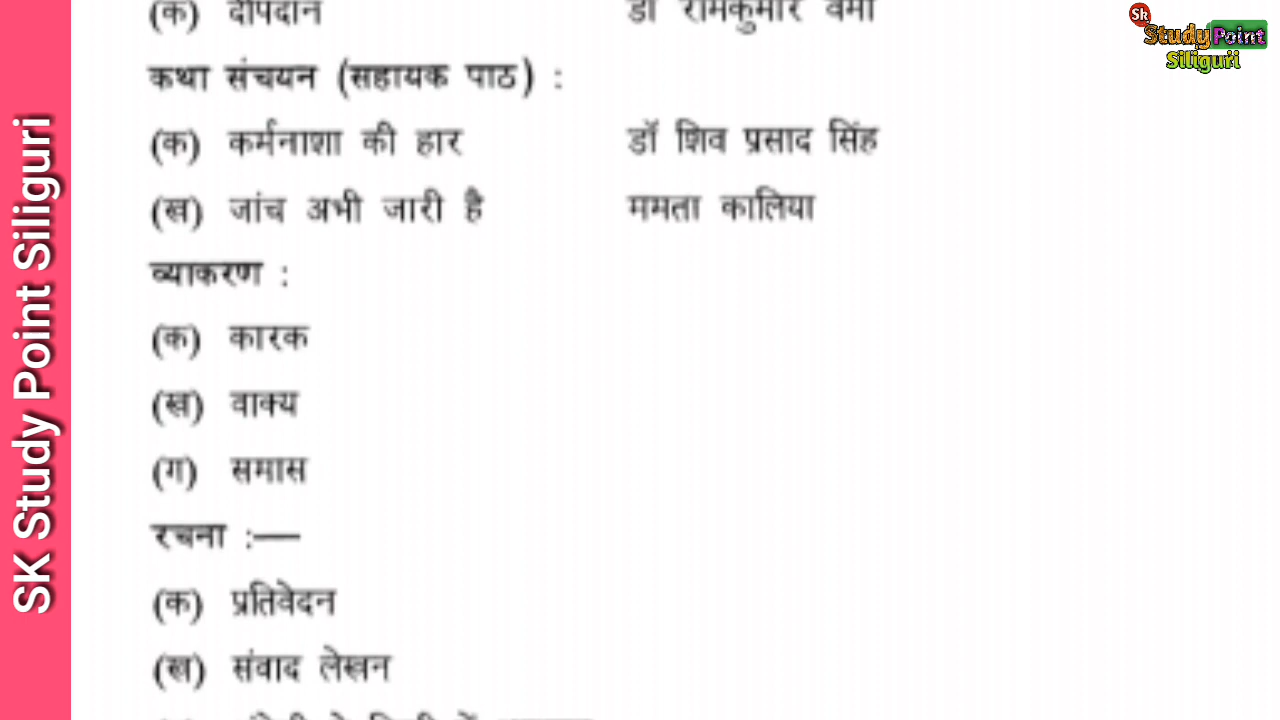 (क) दीपदान डॉ रामकुमार वर्मा
कथा संचयन (सहायक पाठ) :
(क) कर्मनाशा की हार डॉ शिव प्रसाद सिंह
(ख) जांच अभी जारी है ममता कालिया
व्याकरण :
(क) कारक
(ख) वाक्य
(ग) समास
रचना :—
(क) प्रतिवेदन
(ख) संवाद लेखन
SK Study Point Siliguri
Sk
Study Point
Siliguri